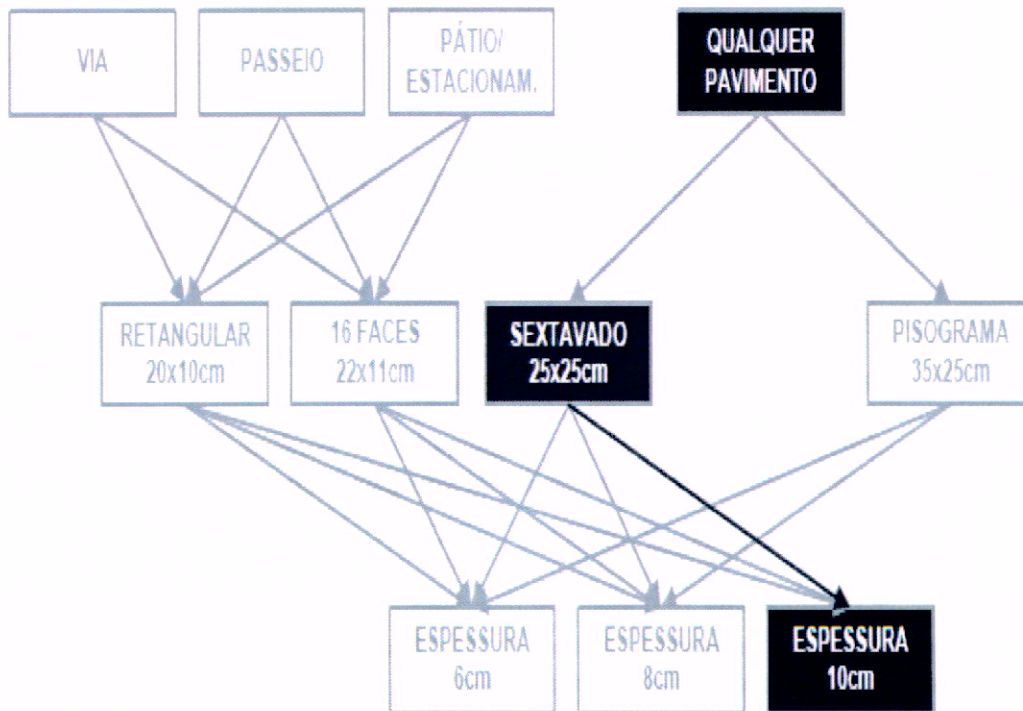 VIA
PASSEIO
PÁTIO/
ESTACIONAM.
QUALQUER
PAVIMENTO
RETANGULAR
20x10cm
16 FACES
22x11cm
SEXTAVADO
25x25cm
PISOGRAMA
35x25cm
ESPESSURA
6cm
ESPESSURA
8cm
ESPESSURA
10cm